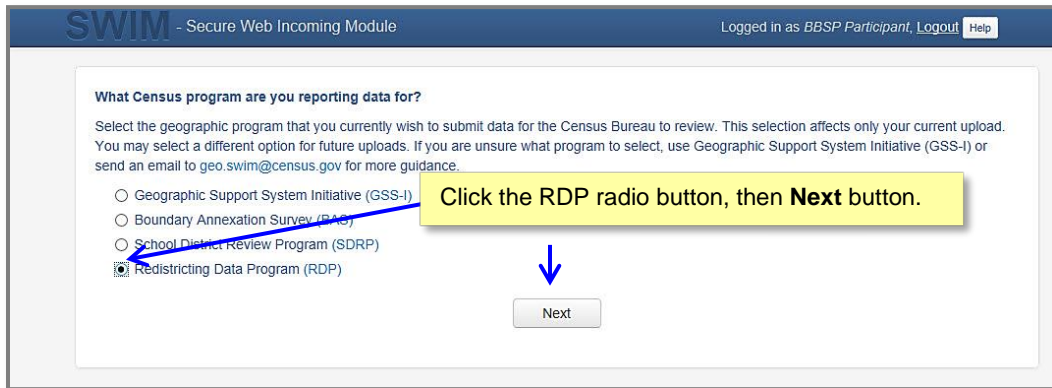 SWIM - Secure Web Incoming Module
Logged in as BBSP Participant, Logout Help
What Census program are you reporting data for?
Select the geographic program that you currently wish to submit data for the Census Bureau to review. This selection affects only your current upload.
You may select a different option for future uploads. If you are unsure what program to select, use Geographic Support System Initiative (GSS-I) or
send an email to geo.swim@census.gov for more guidance.
Geographic Support System Initiative (GSS-I)
Click the RDP radio button, then Next button.
Boundary Annexation Survey (BAS)
School District Review Program (SDRP)
Redistricting Data Program (RDP)
Next